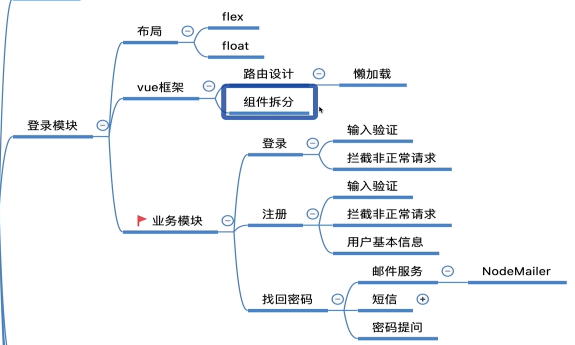 flex
布局
float
路由设计
懒加载
vue框架
组件拆分
登录模块
输入验证
登录
拦截非正常请求
输入验证
业务模块
注册
拦截非正常请求
用户基本信息
邮件服务
NodeMailer
找回密码
短信
密码提问